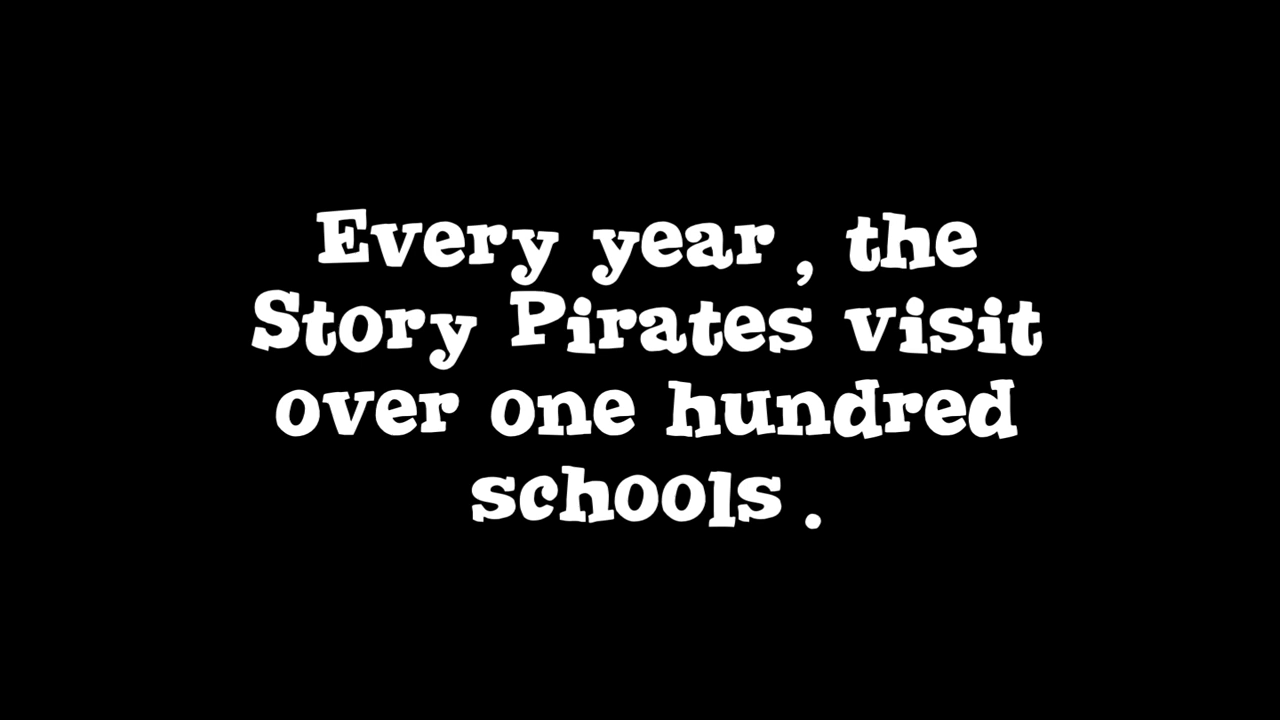 Every year, the
Story Pirates visit
over one hundred
schools.